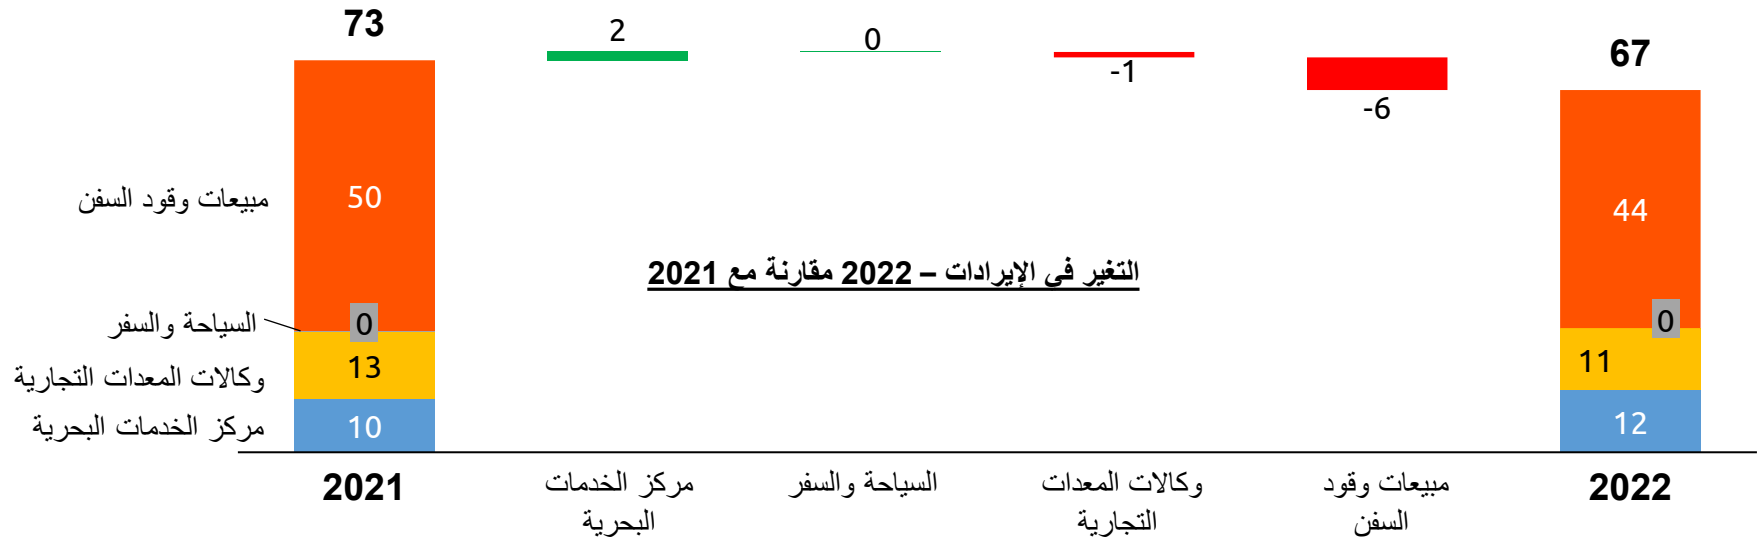 73
2
0
-1
-6
67
مبيعات وقود السفن
50
44
التغير في الإيرادات – 2022 مقارنة مع 2021
السياحة والسفر
0
0
وكالات المعدات التجارية
13
11
مركز الخدمات البحرية
10
12
2021
مركز الخدمات
البحرية
السياحة والسفر
وكالات المعدات
التجارية
مبيعات وقود
السفن
2022